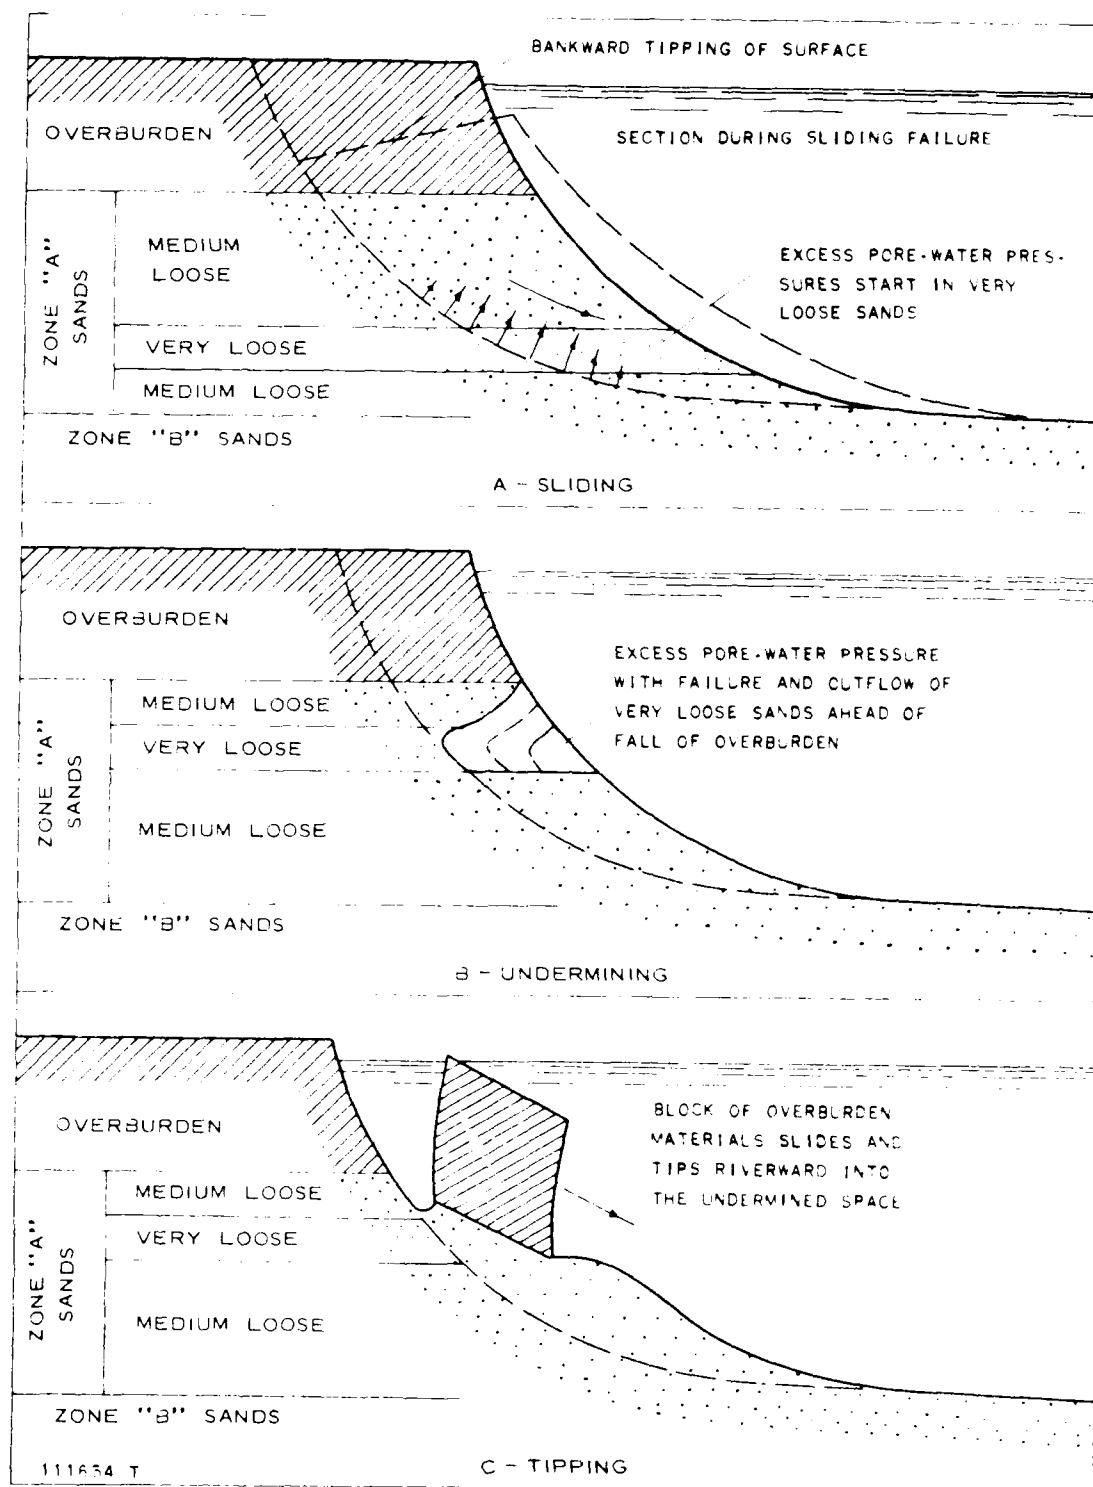 BANKWARD TIPPING OF SURFACE
OVERBURDEN
SECTION DURING SLIDING FAILURE
ZONE "A"
SANDS
MEDIUM
LOOSE
EXCESS PORE-WATER PRES-
SURES START IN VERY
LOOSE SANDS
VERY LOOSE
MEDIUM LOOSE
ZONE "B" SANDS
A - SLIDING
OVERBURDEN
EXCESS PORE-WATER PRESSURE
WITH FAILURE AND OUTFLOW OF
VERY LOOSE SANDS AHEAD OF
FALL OF OVERBURDEN
ZONE "A"
SANDS
MEDIUM LOOSE
VERY LOOSE
MEDIUM LOOSE
ZONE "B" SANDS
B - UNDERMINING
OVERBURDEN
BLOCK OF OVERBURDEN
MATERIALS SLIDES AND
TIPS RIVERWARD INTO
THE UNDERMINED SPACE
ZONE "A"
SANDS
MEDIUM LOOSE
VERY LOOSE
MEDIUM LOOSE
ZONE "B" SANDS
C - TIPPING
111654 T